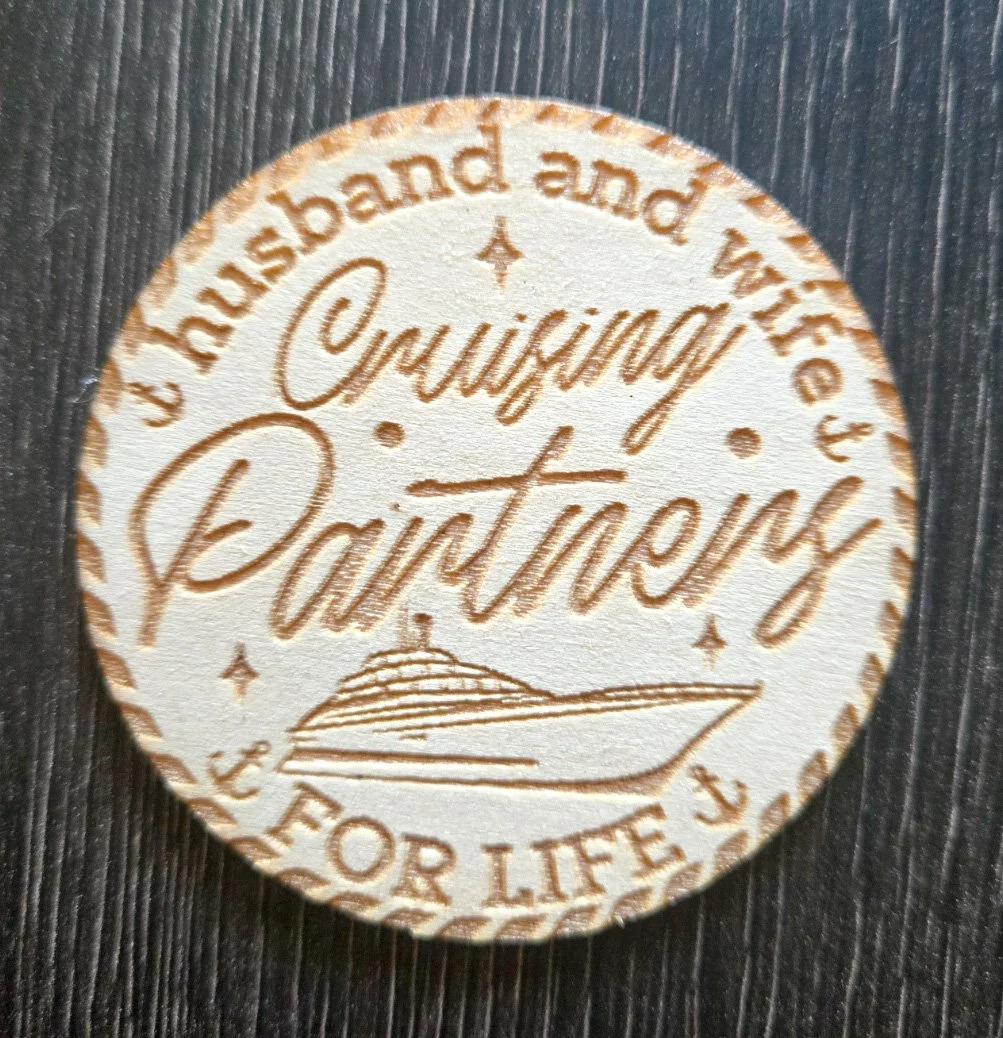 husband and wife
Cruising
Partners
FOR LIFE